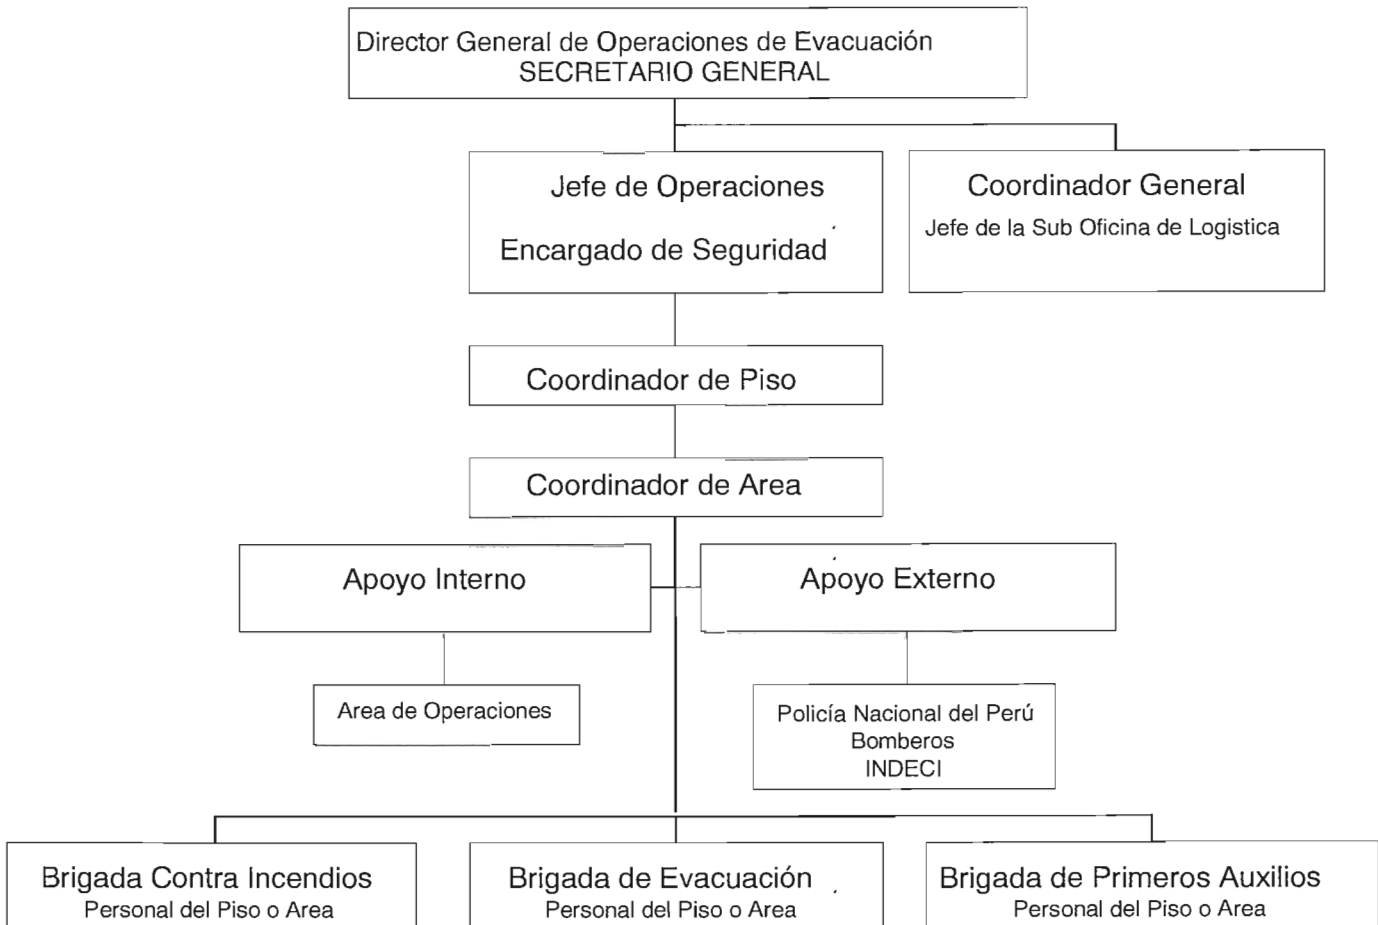 Director General de Operaciones de Evacuación
SECRETARIO GENERAL
Jefe de Operaciones
Encargado de Seguridad
Coordinador General
Jefe de la Sub Oficina de Logistica
Coordinador de Piso
Coordinador de Area
Apoyo Interno
Apoyo Externo
Area de Operaciones
Policía Nacional del Perú
Bomberos
INDECI
Brigada Contra Incendios
Personal del Piso o Area
Brigada de Evacuación
Personal del Piso o Area
Brigada de Primeros Auxilios
Personal del Piso o Area